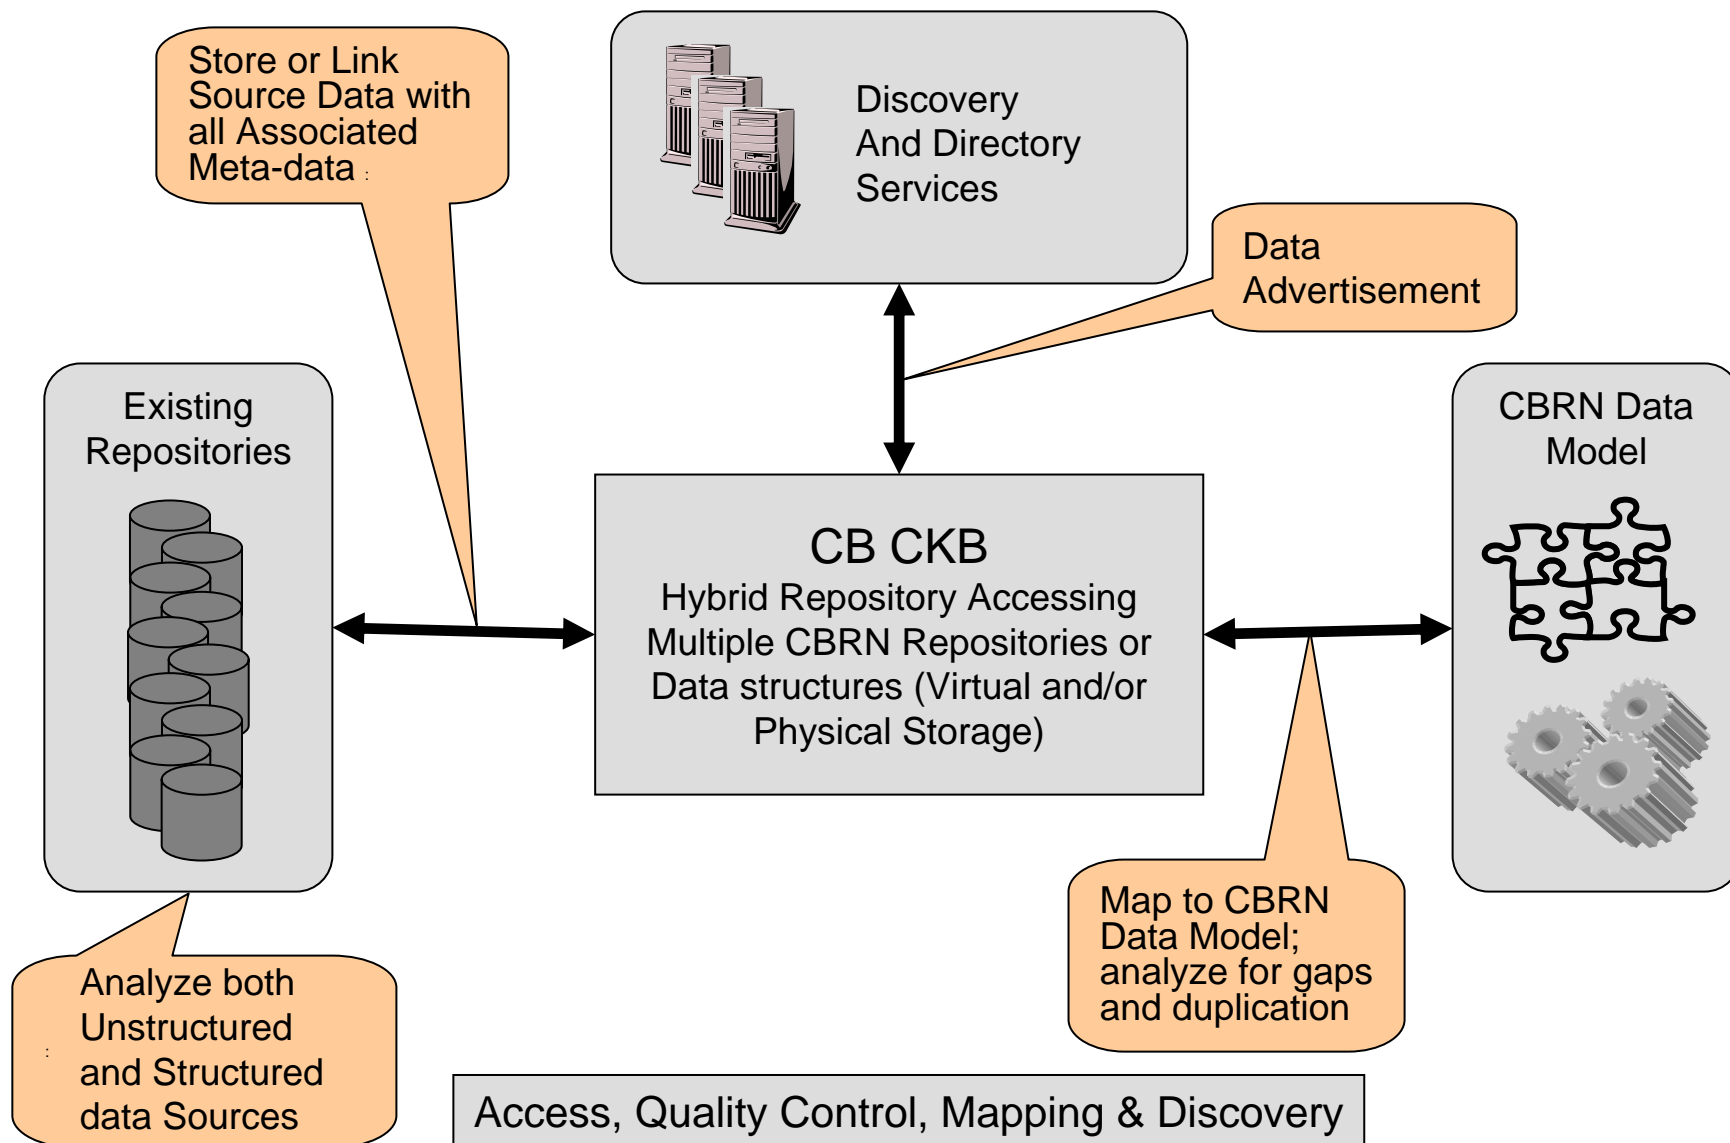 Store or Link
Source Data with
all Associated
Meta-data :
Discovery
And Directory
Services
Data
Advertisement
Existing
Repositories
CBRN Data
Model
CB CKB
Hybrid Repository Accessing
Multiple CBRN Repositories or
Data structures (Virtual and/or
Physical Storage)
Map to CBRN
Data Model;
analyze for gaps
and duplication
Analyze both
Unstructured
:
and Structured
data Sources
Access, Quality Control, Mapping & Discovery